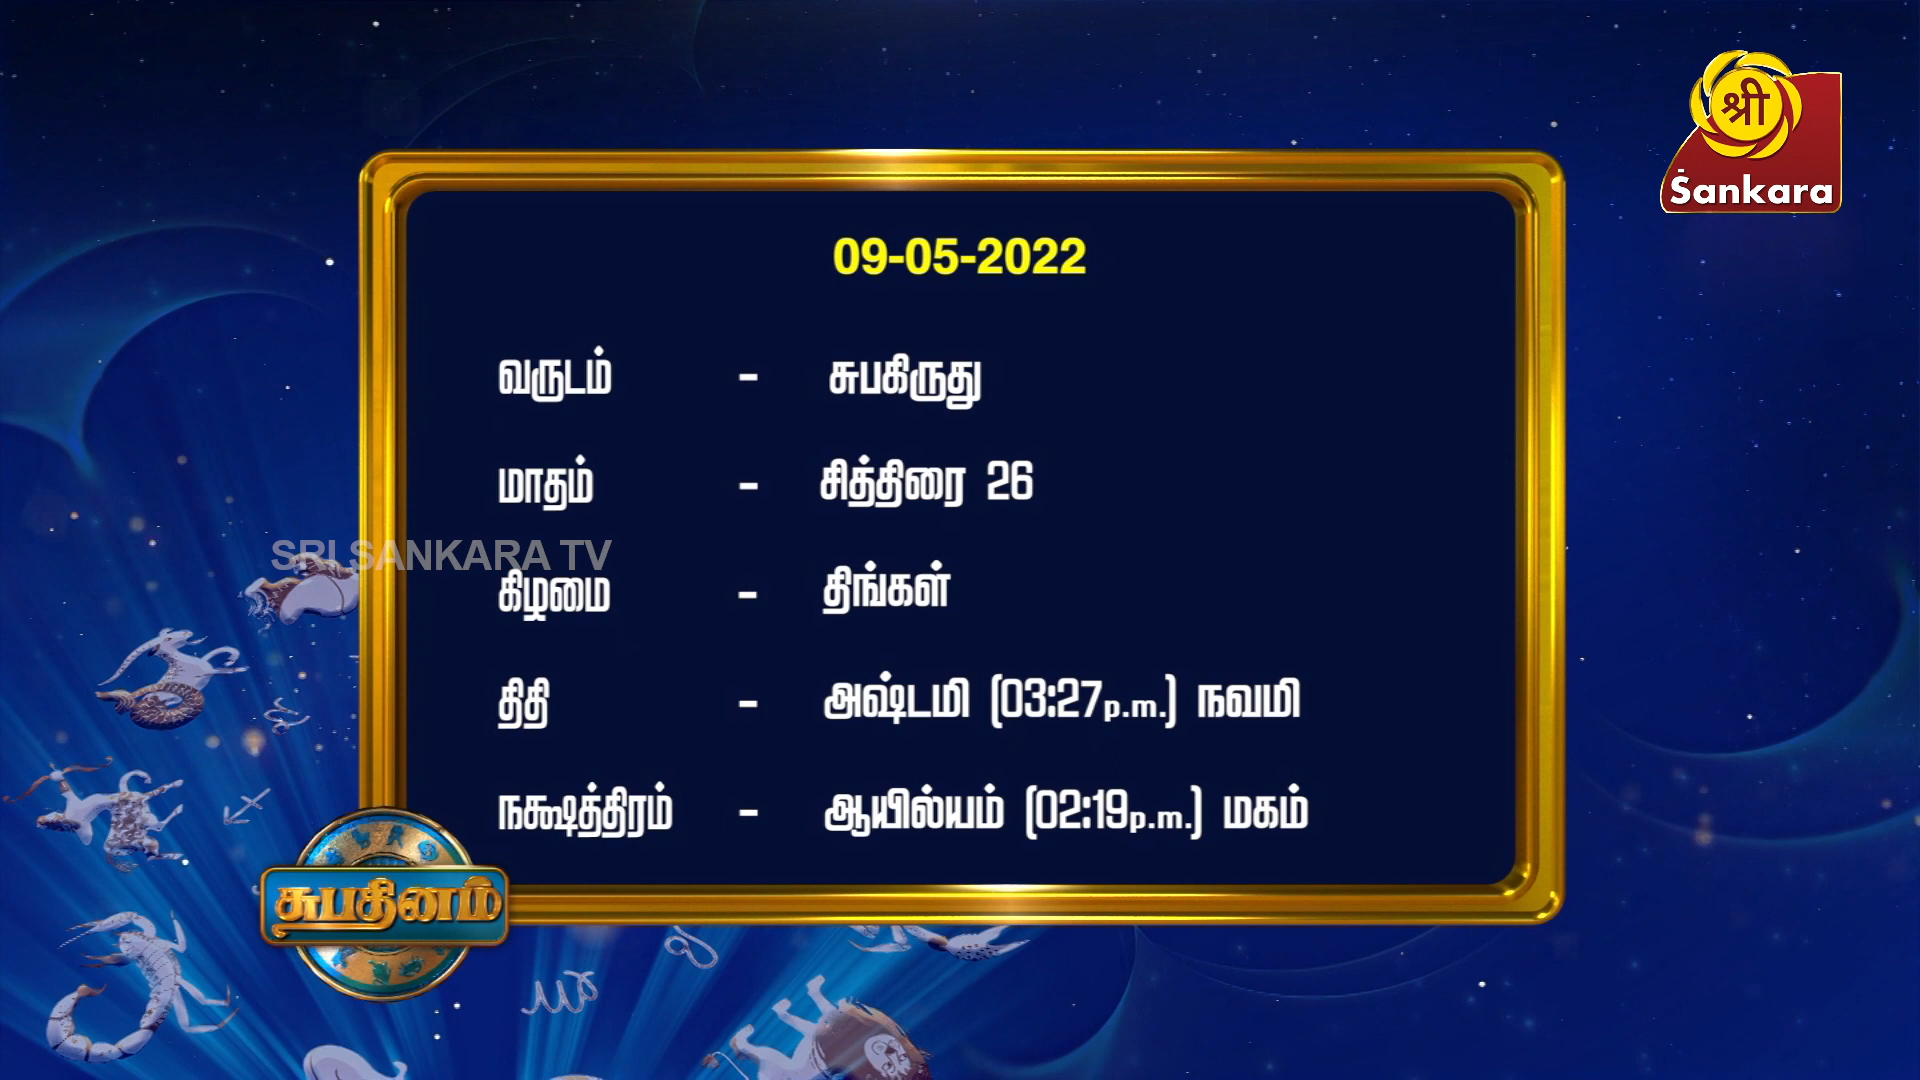 श्री
Sankara
09-05-2022
வருடம் - சுபகிருது
மாதம் - சித்திரை 26
SRI SANKARA TV
கிழமை - திங்கள்
திதி - அஷ்டமி (03:27p.m.) நவமி
நக்ஷத்திரம் - ஆயில்யம் (02:19p.m.) மகம்
சுபதினம்